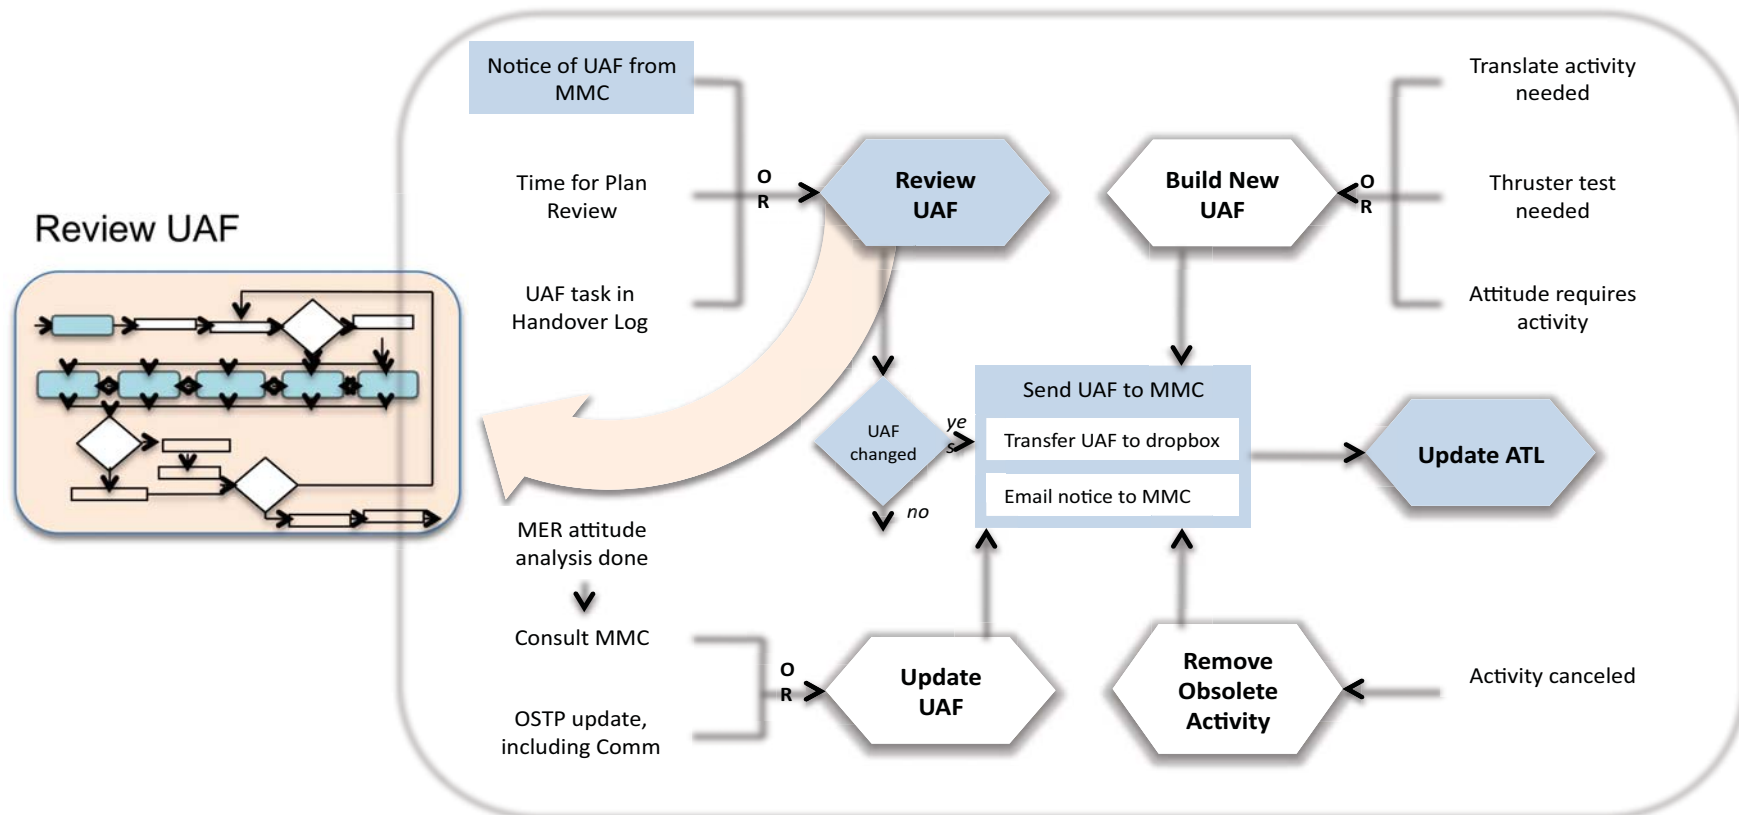 Notice of UAF from
MMC
Time for Plan
Review
UAF task in
Handover Log
O
R
Review
UAF
Build New
UAF
O
R
Translate activity
needed
Thruster test
needed
Attitude requires
activity
Review UAF
UAF
changed
ye
s
no
Send UAF to MMC
Transfer UAF to dropbox
Email notice to MMC
Update ATL
MER attitude
analysis done
Consult MMC
OSTP update,
including Comm
O
R
Update
UAF
Remove
Obsolete
Activity
Activity canceled